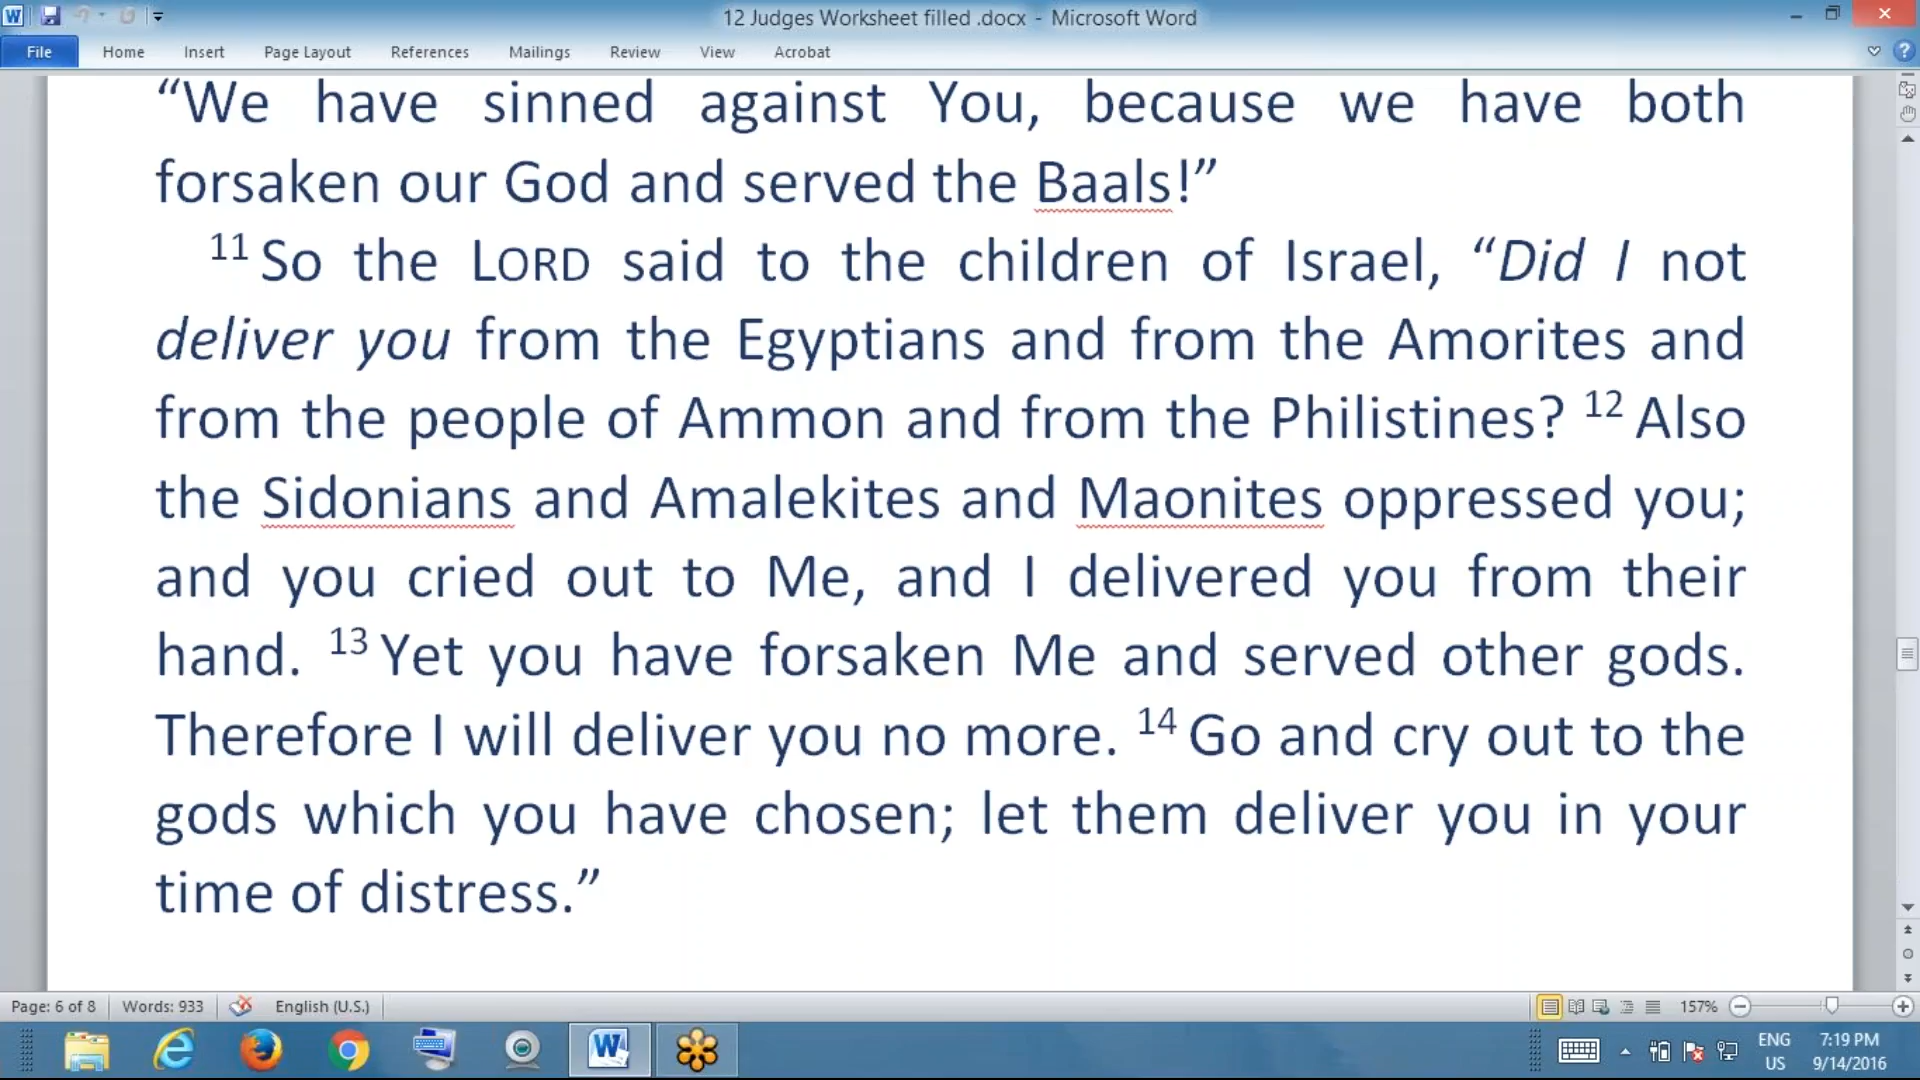 12 Judges Worksheet filled .docx - Microsoft Word
File Home Insert Page Layout References Mailings Review View Acrobat
“We have sinned against You, because we have both
forsaken our God and served the Baals!”
11 So the LORD said to the children of Israel, “Did I not
deliver you from the Egyptians and from the Amorites and
from the people of Ammon and from the Philistines? 12 Also
the Sidonians and Amalekites and Maonites oppressed you;
and you cried out to Me, and I delivered you from their
hand. 13 Yet you have forsaken Me and served other gods.
Therefore I will deliver you no more. 14 Go and cry out to the
gods which you have chosen; let them deliver you in your
time of distress.”
Page: 6 of 8 Words: 933 English (U.S.) 157%
ENG 7:19 PM
US 9/14/2016